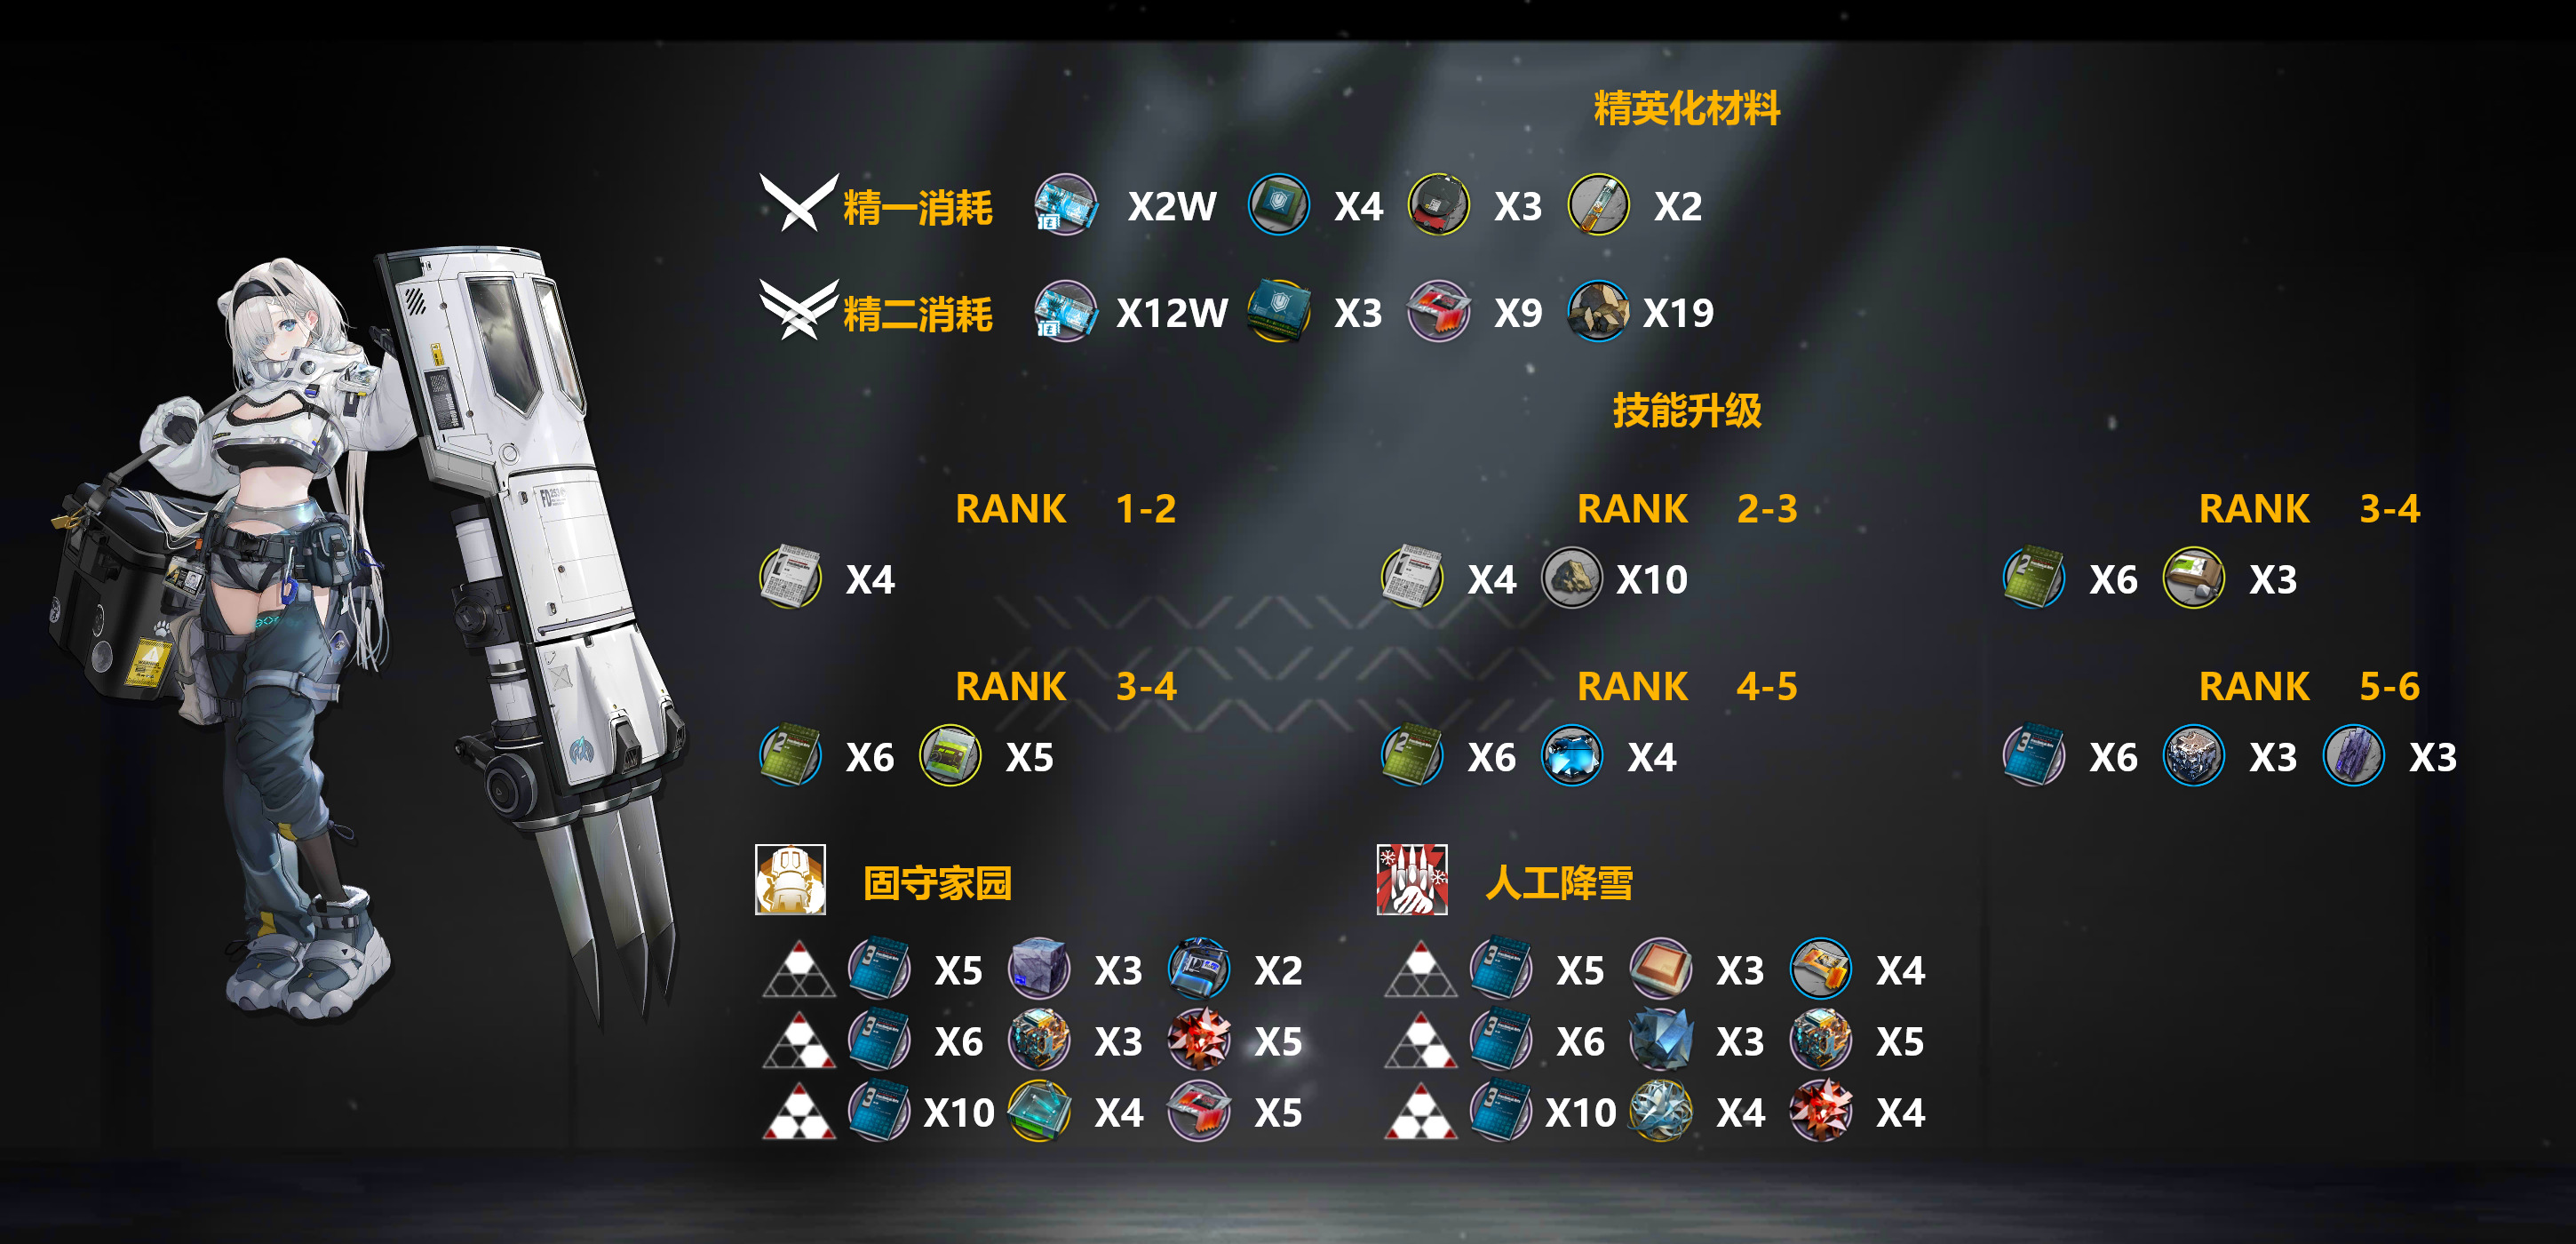 精英化材料
精一消耗 X2W X4 X3 X2
精二消耗 X12W X3 X9 X19
技能升级
RANK 1-2 RANK 2-3 RANK 3-4
X4 X4 X10 X6 X3
RANK 3-4 RANK 4-5 RANK 5-6
X6 X5 X6 X4 X6 X3 X3
固守家园 人工降雪
X5 X3 X2 X5 X3 X4
X6 X3 X5 X6 X3 X5
X10 X4 X5 X10 X4 X4